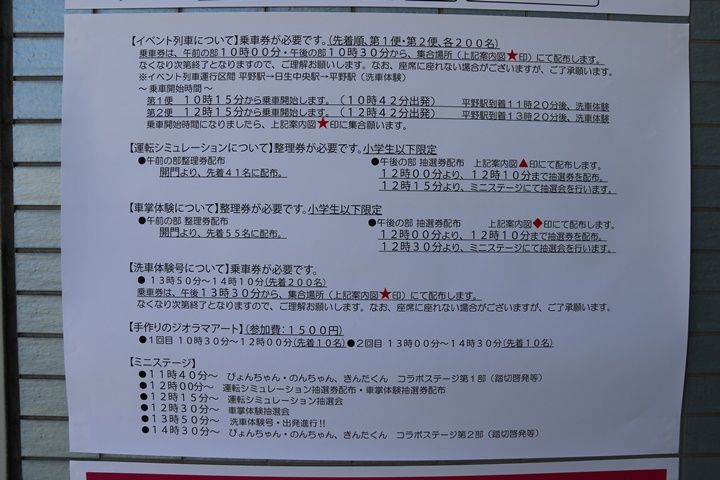 【イベント列車について】乗車券が必要です。(先着順、第1便・第2便、各200名)
乗車券は、午前の部10時00分・午後の部10時30分から、集合場所（上記案内図★印）にて配布します。
なくなり次第終了となりますので、ご理解お願いします。なお、座席に座れない場合がございますが、ご了承願います。
※イベント列車運行区間 平野駅→日生中央駅→平野駅（洗車体験）
～ 乗車開始時間 ～
第1便 10時15分から乗車開始します。（10時42分出発） 平野駅到着11時20分後、洗車体験
第2便 12時15分から乗車開始します。（12時42分出発） 平野駅到着13時20分後、洗車体験
乗車開始時間になりましたら、上記案内図★印に集合願います。
【運転シミュレーションについて】整理券が必要です。小学生以下限定
●午前の部整理券配布 ●午後の部 抽選券配布 上記案内図▲印にて配布します。
開門より、先着41名に配布。 12時00分より、12時10分まで抽選券を配布。
12時15分より、ミニステージにて抽選会を行います。
【車掌体験について】整理券が必要です。小学生以下限定
●午前の部 整理券配布 ●午後の部 抽選券配布 上記案内図◆印にて配布します。
開門より、先着55名に配布。 12時00分より、12時10分まで抽選券を配布。
12時30分より、ミニステージにて抽選会を行います。
【洗車体験号について】乗車券が必要です。
● 13時50分～14時10分(先着200名)
乗車券は、午後13時30分から、集合場所（上記案内図★印）にて配布します。
なくなり次第終了となりますので、ご理解お願いします。なお、座席に座れない場合がございますが、ご了承願います。
【手作りのジオラマアート】(参加費：1500円)
●1回目 10時30分～12時00分(先着10名) ●2回目 13時00分～14時30分(先着10名)
【ミニステージ】
●11時40分～ ぴょんちゃん・のんちゃん、きんたくん コラボステージ第1部（踏切啓発等）
●12時00分～ 運転シミュレーション抽選券配布・車掌体験抽選券配布
●12時15分～ 運転シミュレーション抽選会
●12時30分～ 車掌体験抽選会
●13時50分～ 洗車体験号・出発進行!!
●14時30分～ ぴょんちゃん・のんちゃん、きんたくん コラボステージ第2部（踏切啓発等）